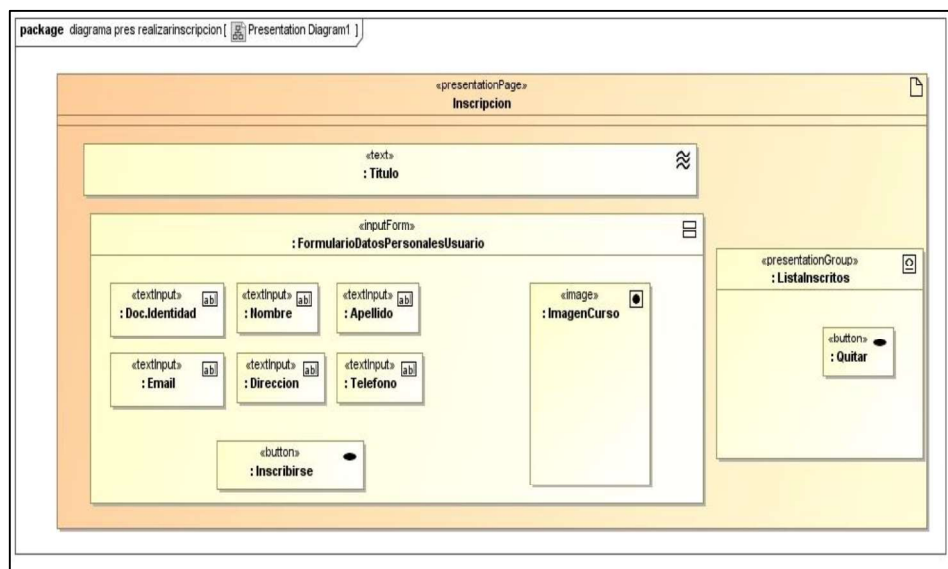 package diagrama pres realizarinscripcion [ Presentation Diagram1 ]
«presentationPage»
Inscripcion
«text»
: Titulo
«inputForm»
: FormularioDatosPersonalesUsuario
«textInput»
: Doc.Identidad
«textInput»
: Nombre
«textInput»
: Apellido
«image»
: ImagenCurso
«textInput»
: Email
«textInput»
: Direccion
«textInput»
: Telefono
«button»
: Inscribirse
«presentationGroup»
: ListaInscritos
«button»
: Quitar